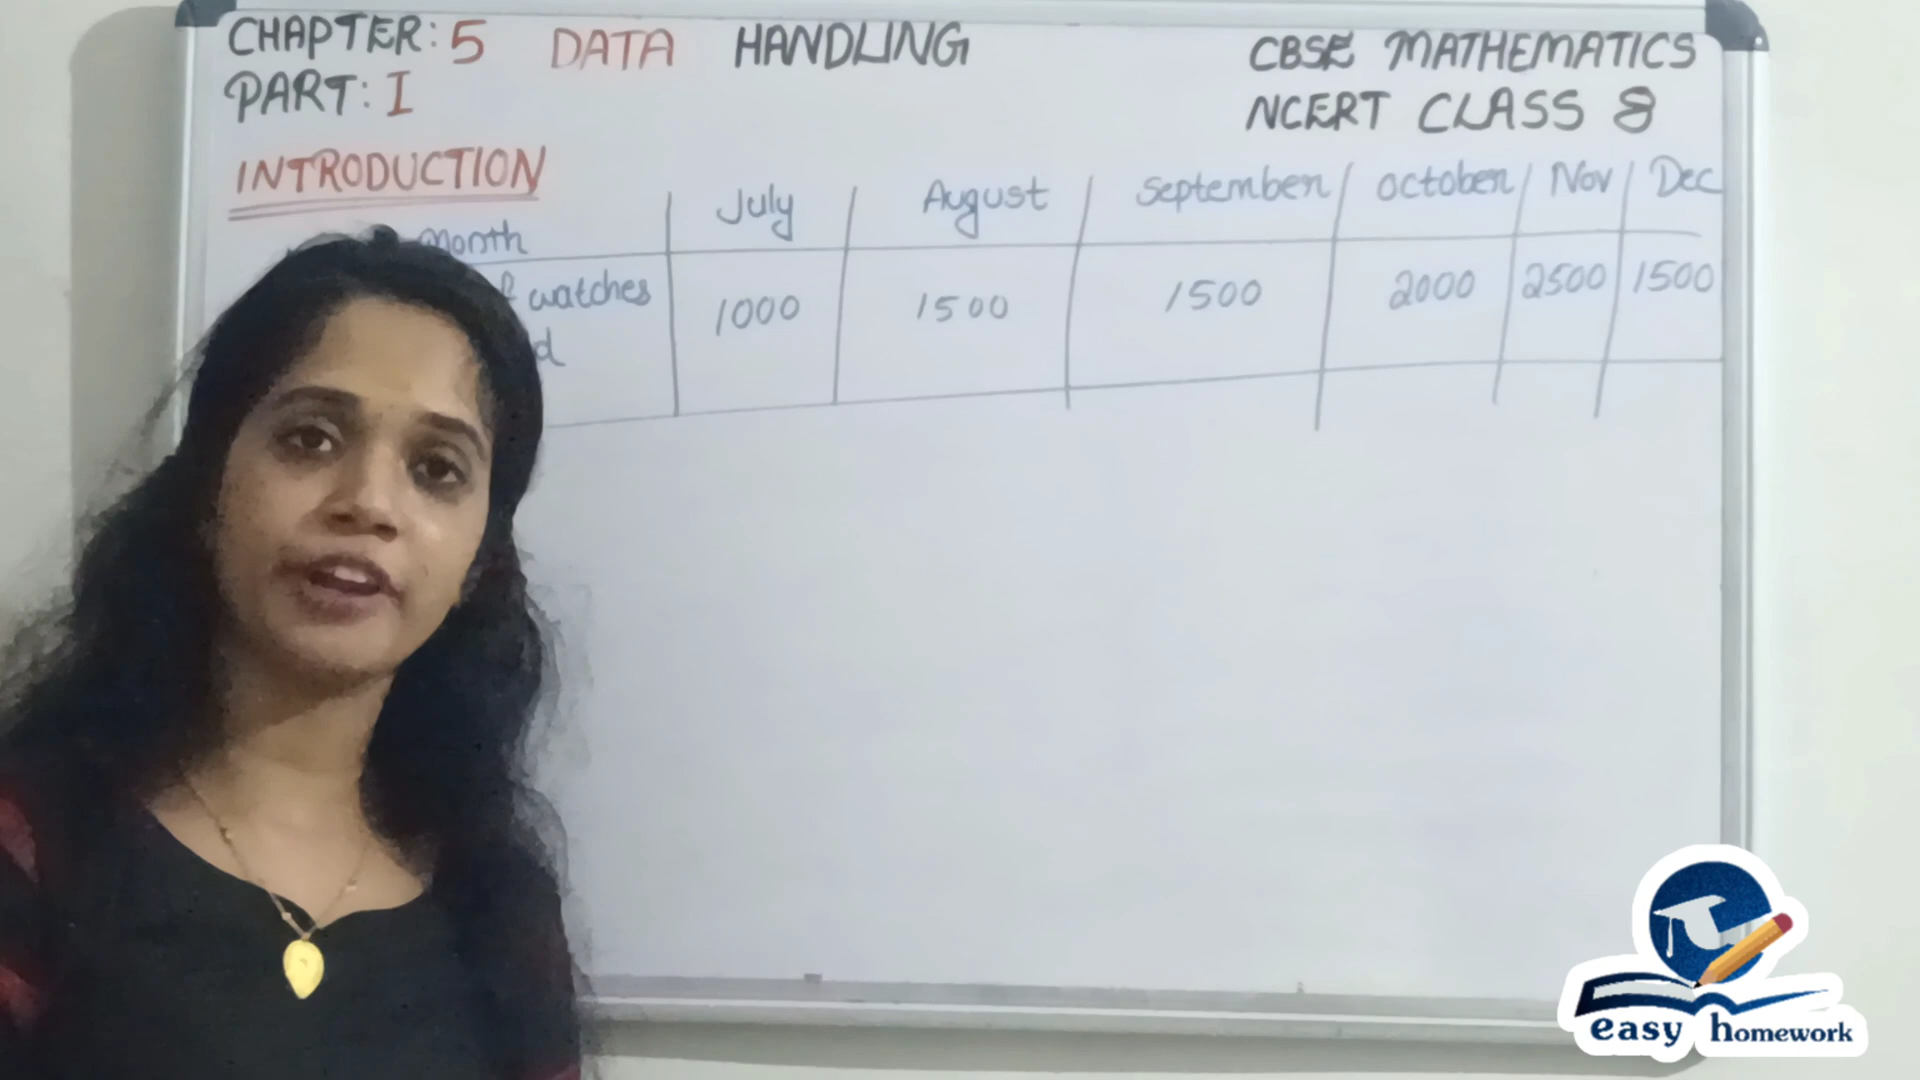 CHAPTER: 5 DATA HANDLING
CBSE MATHEMATICS
PART: I
NCERT CLASS 8
INTRODUCTION
Month July August September October Nov Dec
watches 1000 1500 1500 2000 2500 1500
easy homework